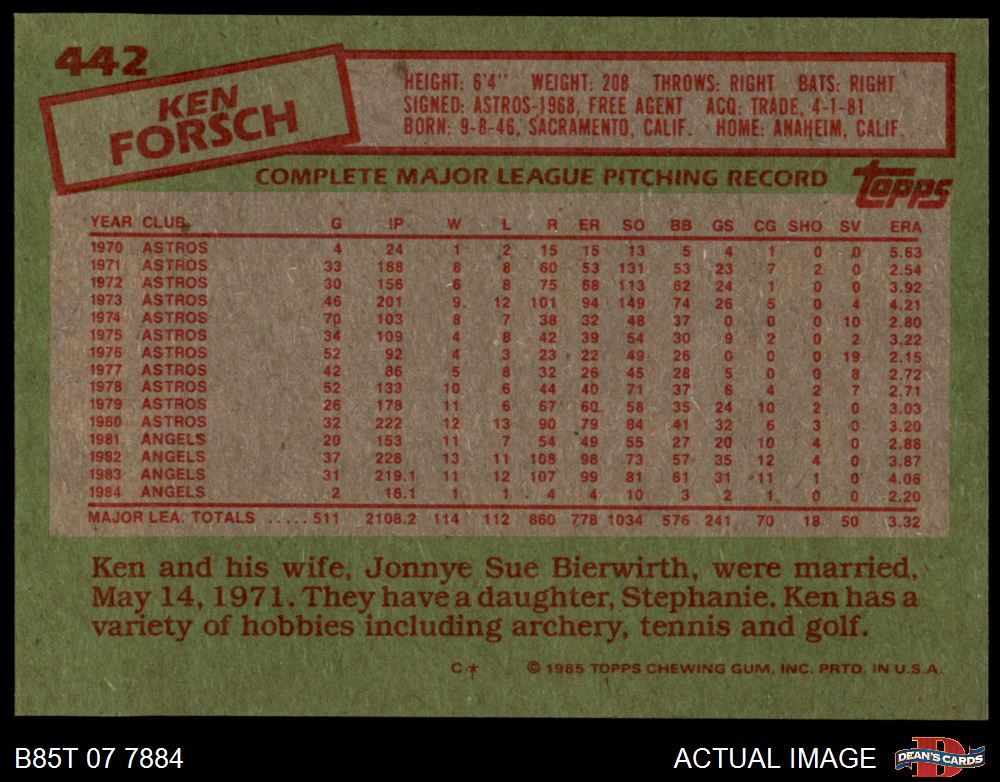 442
KEN
FORSCH
HEIGHT: 6'4" WEIGHT: 208 THROWS: RIGHT BATS: RIGHT
SIGNED: ASTROS-1968, FREE AGENT ACQ: TRADE, 4-1-81
BORN: 9-8-46, SACRAMENTO, CALIF. HOME: ANAHEIM, CALIF.
COMPLETE MAJOR LEAGUE PITCHING RECORD topps
YEAR CLUB G IP W L R ER SO BB GS CG SHO SV ERA
1970 ASTROS 4 24 1 2 15 15 13 5 4 1 0 0 5.63
1971 ASTROS 33 188 8 8 60 53 131 53 23 7 2 0 2.54
1972 ASTROS 30 156 6 8 75 68 113 62 24 1 0 0 3.92
1973 ASTROS 46 201 9 12 101 94 149 74 26 5 0 4 4.21
1974 ASTROS 70 103 8 7 38 32 48 37 0 0 0 10 2.80
1975 ASTROS 34 109 4 8 42 39 54 30 9 2 0 2 3.22
1976 ASTROS 52 92 4 3 23 22 49 26 0 0 0 19 2.15
1977 ASTROS 42 86 5 8 32 26 45 28 5 0 0 8 2.72
1978 ASTROS 52 133 10 6 44 40 71 37 6 4 2 7 2.71
1979 ASTROS 26 178 11 6 67 60 58 35 24 10 2 0 3.03
1980 ASTROS 32 222 12 13 90 79 84 41 32 6 3 0 3.20
1981 ANGELS 20 153 11 7 54 49 55 27 20 10 4 0 2.88
1982 ANGELS 37 228 13 11 108 98 73 57 35 12 4 0 3.87
1983 ANGELS 31 219.1 11 12 107 99 81 61 31 11 1 0 4.06
1984 ANGELS 2 16.1 1 1 4 4 10 3 2 1 0 0 2.20
MAJOR LEA. TOTALS ..... 511 2108.2 114 112 860 778 1034 576 241 70 18 50 3.32
Ken and his wife, Jonnye Sue Bierwirth, were married,
May 14, 1971. They have a daughter, Stephanie. Ken has a
variety of hobbies including archery, tennis and golf.
C* © 1985 TOPPS CHEWING GUM, INC. PRTD. IN U.S.A.
B85T 07 7884 ACTUAL IMAGE DEAN'S CARDS